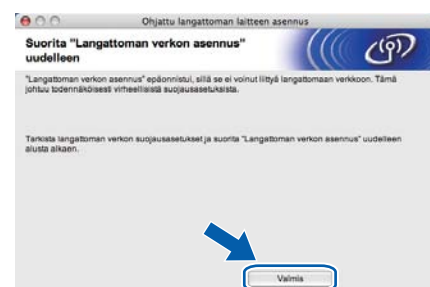 Ohjattu langattoman laitteen asennus
Suorita "Langattoman verkon asennus"
uudelleen
"Langattoman verkon asennus" epäonnistui, sillä se ei voinut liittyä langattomaan verkkoon. Tämä
johtuu todennäköisesti virheellisistä suojausasetuksista.
Tarkista langattoman verkon suojausasetukset ja suorita "Langattoman verkon asennus" uudelleen
alusta alkaen.
Valmis